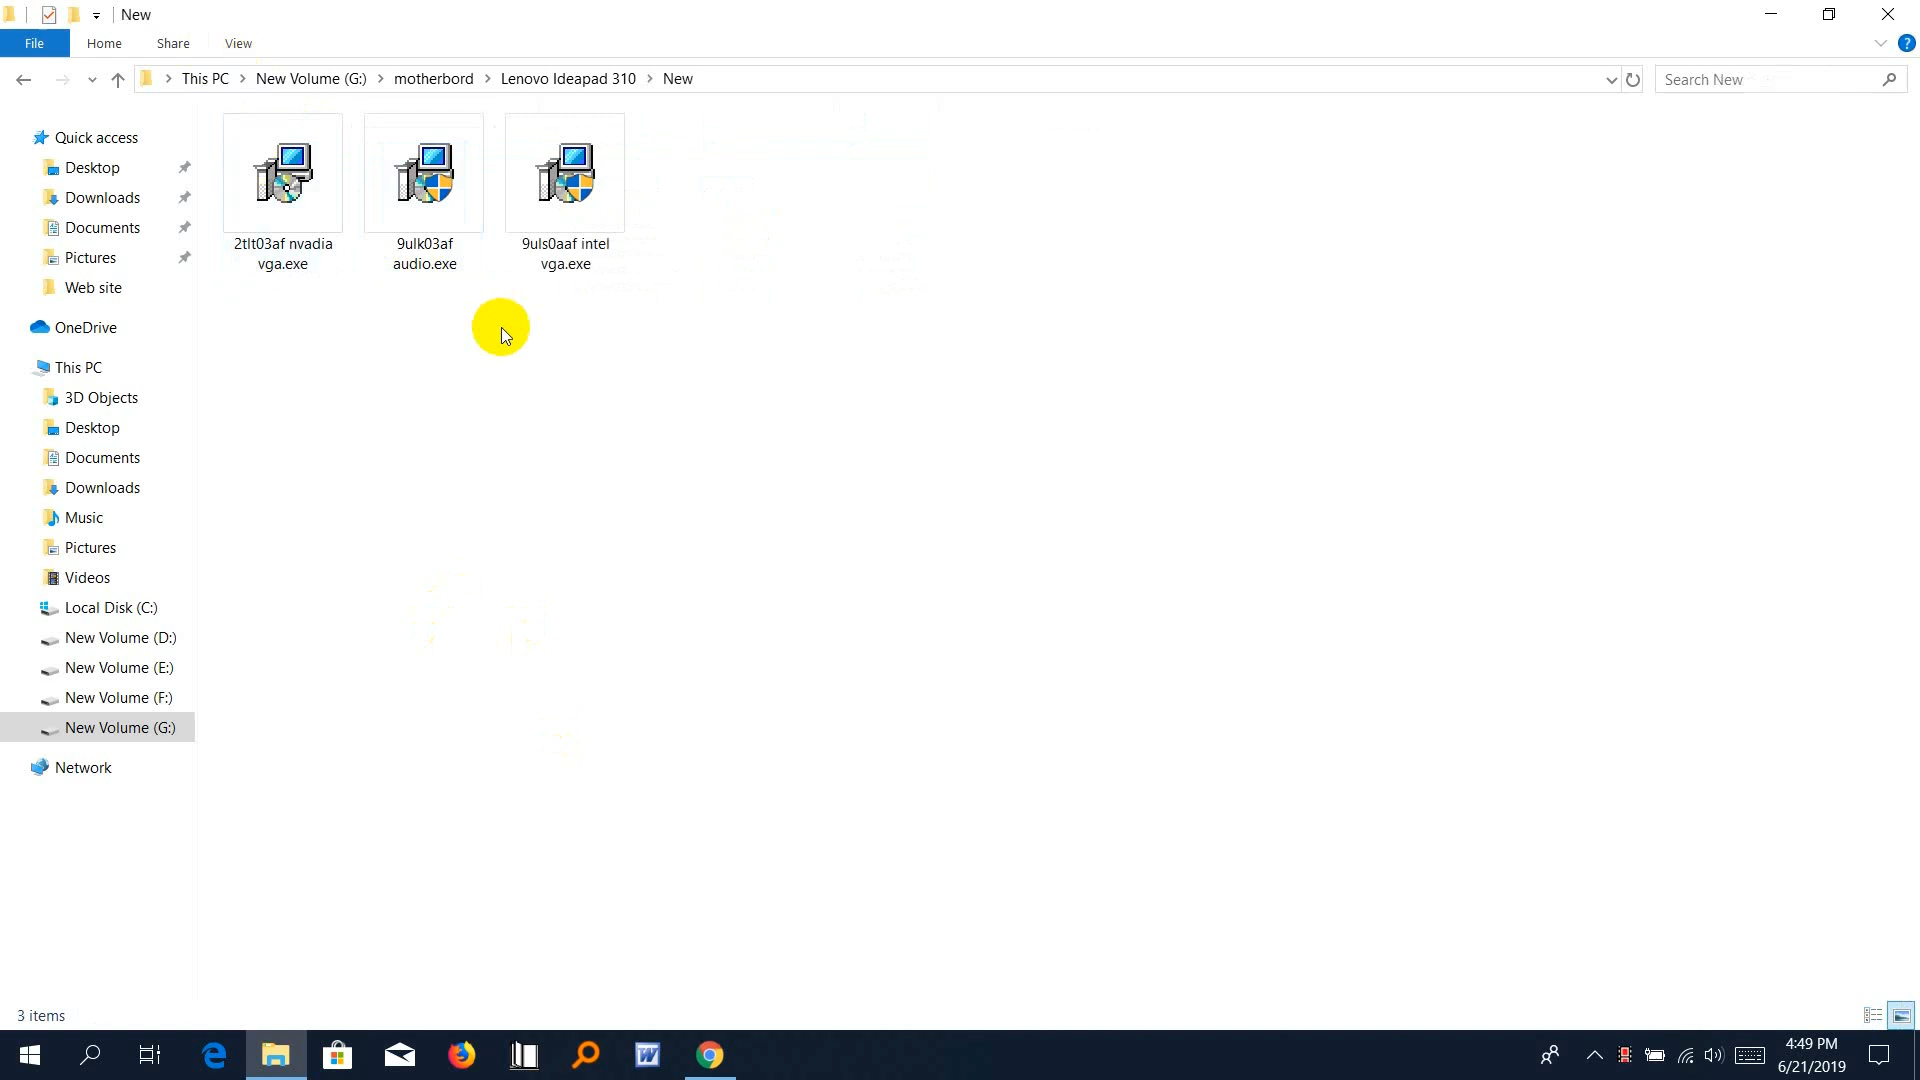 New
File
Home
Share
View
This PC
New Volume (G:)
motherbord
Lenovo Ideapad 310
New
Search New
Quick access
Desktop
Downloads
Documents
Pictures
Web site
OneDrive
This PC
3D Objects
Desktop
Documents
Downloads
Music
Pictures
Videos
Local Disk (C:)
New Volume (D:)
New Volume (E:)
New Volume (F:)
New Volume (G:)
Network
2tlt03af nvadia
vga.exe
9ulk03af
audio.exe
9uls0aaf intel
vga.exe
3 items
4:49 PM
6/21/2019